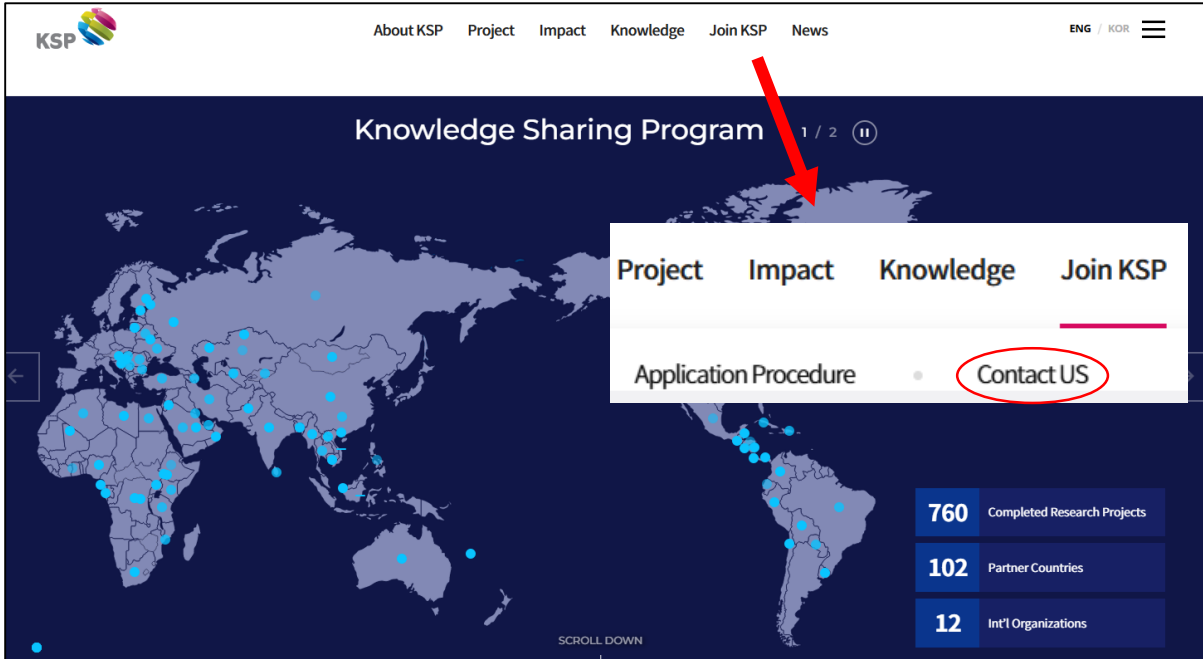 KSP
About KSP Project Impact Knowledge Join KSP News
ENG / KOR
Knowledge Sharing Program 1 / 2
Project Impact Knowledge Join KSP
Application Procedure Contact US
760 Completed Research Projects
102 Partner Countries
12 Int'l Organizations
SCROLL DOWN